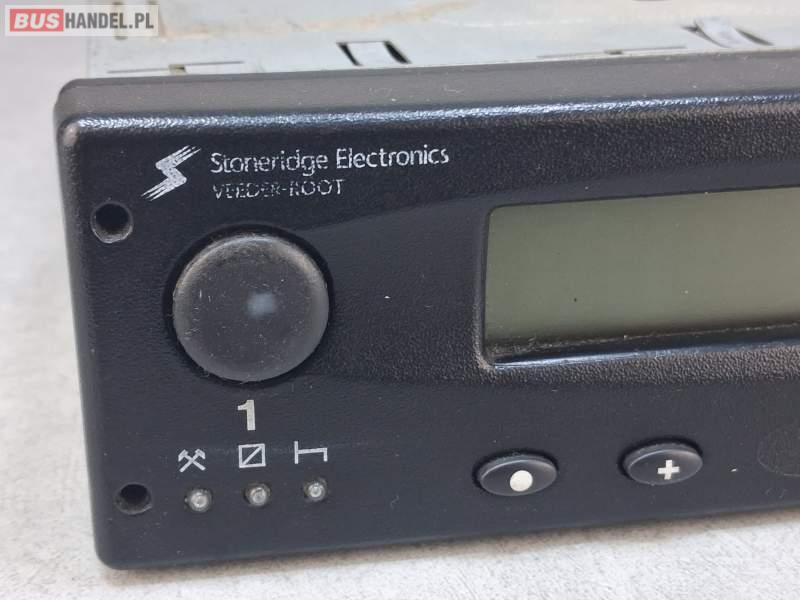 BUSHANDEL.PL
Stoneridge Electronics
VEEDER-ROOT
1
+